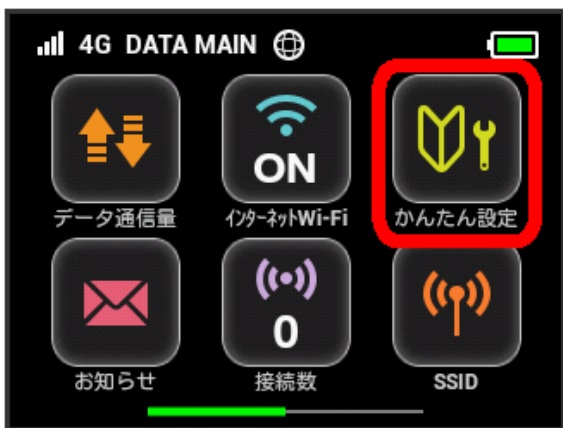 4G DATA MAIN
ON
データ通信量 インターネットWi-Fi かんたん設定
0
お知らせ 接続数 SSID